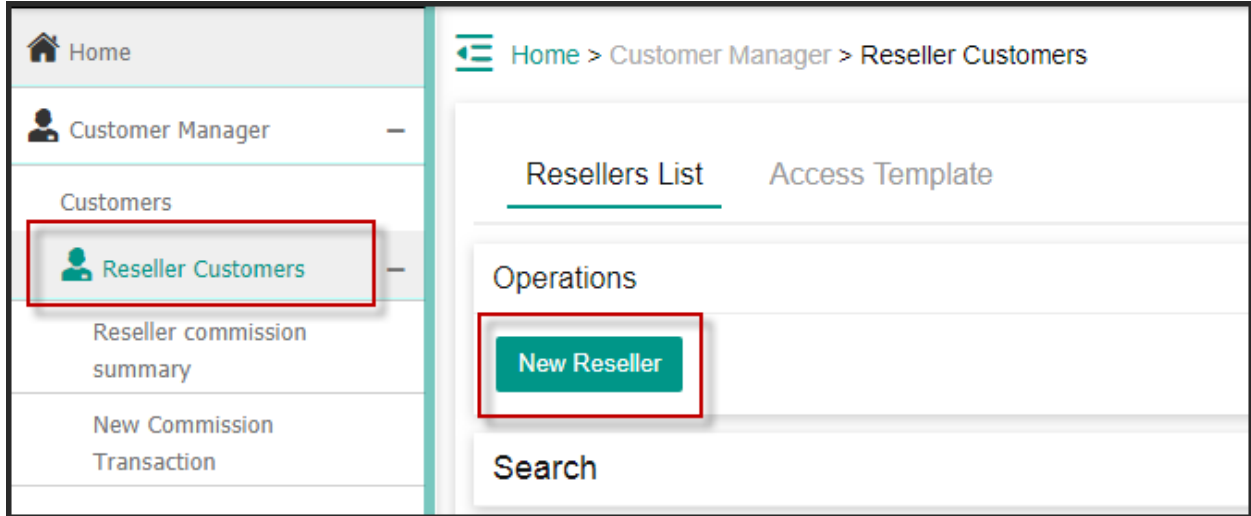 Home
Customer Manager
Customers
Reseller Customers
Reseller commission
summary
New Commission
Transaction
Home > Customer Manager > Reseller Customers
Resellers List Access Template
Operations
New Reseller
Search